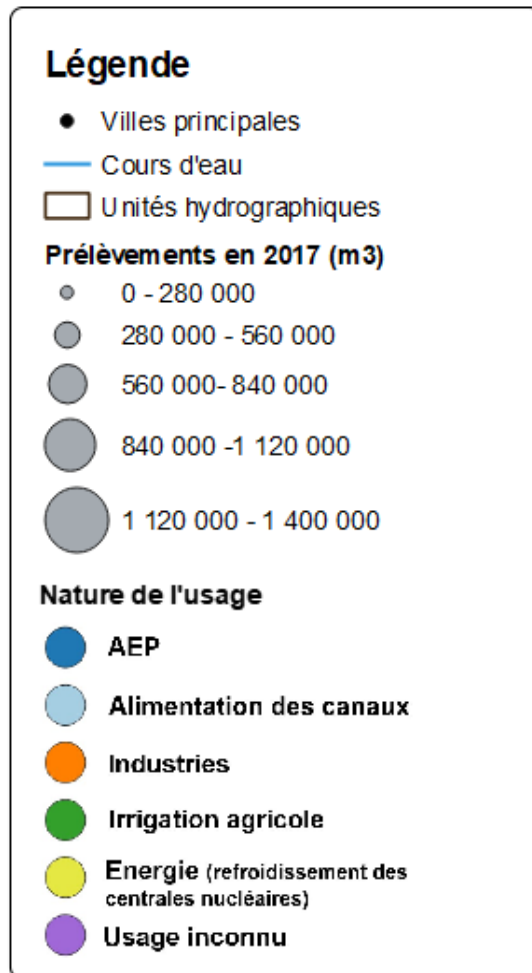 Légende
Villes principales
Cours d'eau
Unités hydrographiques
Prélèvements en 2017 (m3)
0 - 280 000
280 000 - 560 000
560 000- 840 000
840 000 -1 120 000
1 120 000 - 1 400 000
Nature de l'usage
AEP
Alimentation des canaux
Industries
Irrigation agricole
Energie (refroidissement des
centrales nucléaires)
Usage inconnu